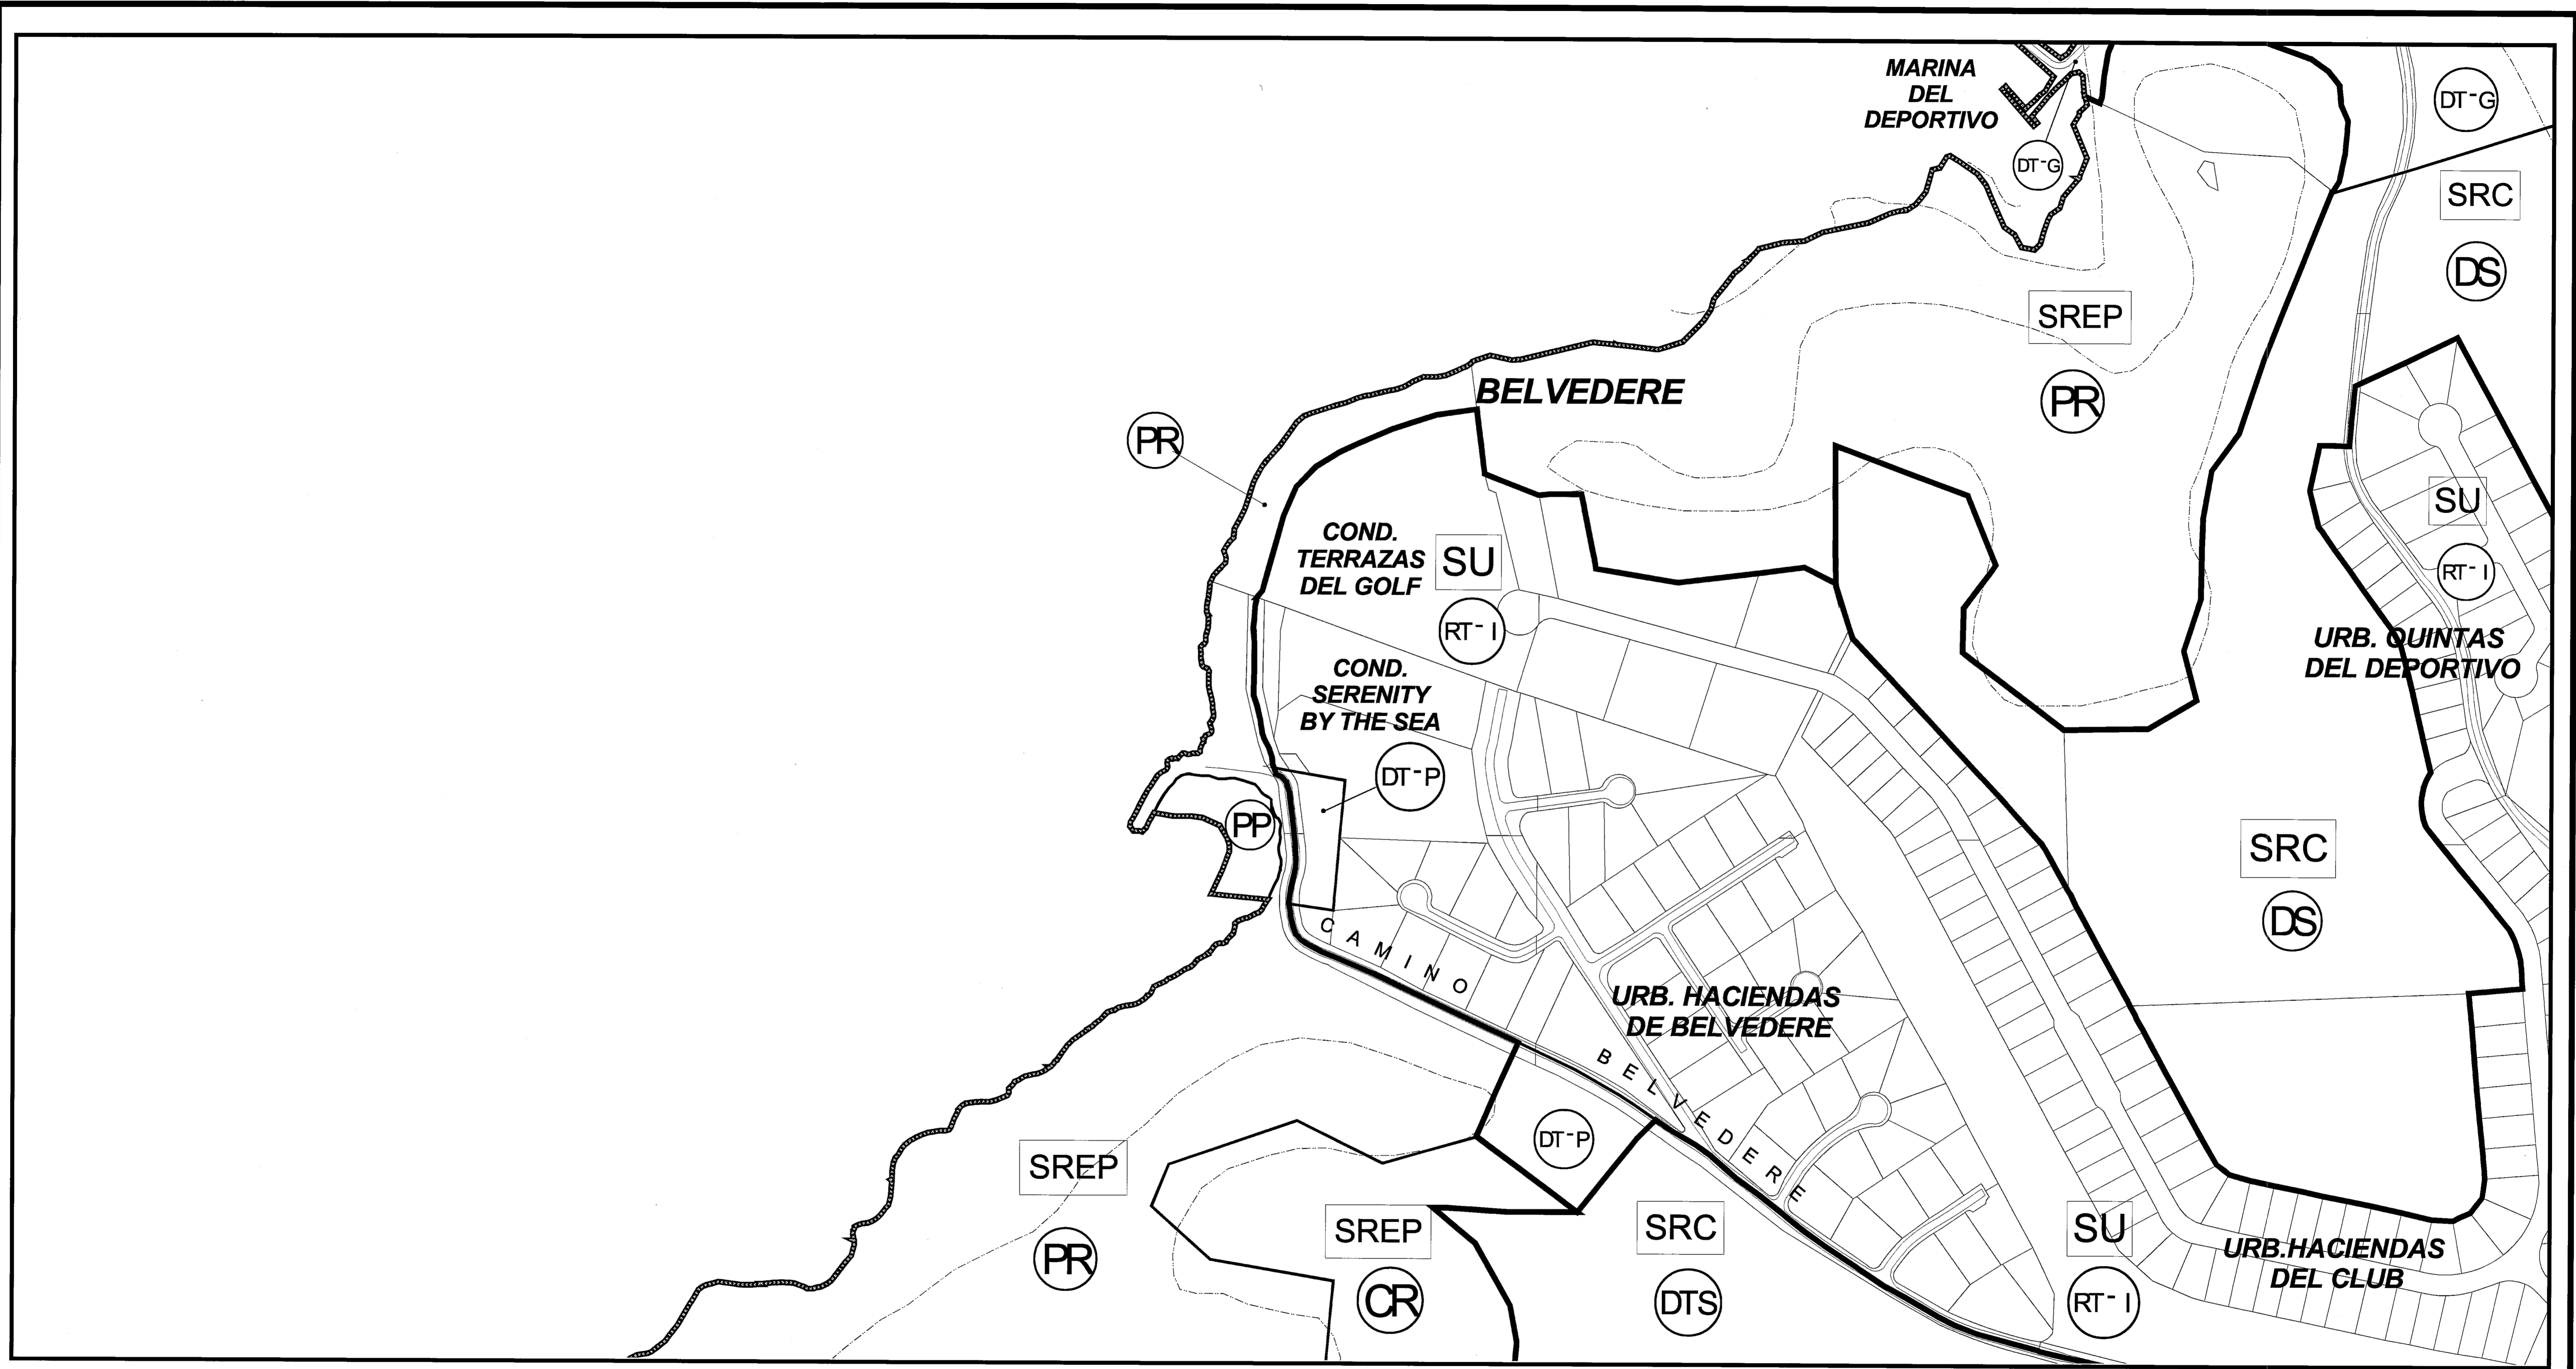 MARINA
DEL
DEPORTIVO
DT-G
DT-G
SRC
DS
SREP
PR
BELVEDERE
PR
COND.
TERRAZAS
DEL GOLF
SU
RT-I
SU
RT-I
URB. QUINTAS
DEL DEPORTIVO
COND.
SERENITY
BY THE SEA
DT-P
PP
SRC
DS
CAMINO BELVEDERE
URB. HACIENDAS
DE BELVEDERE
DT-P
SREP
PR
SREP
CR
SRC
DTS
SU
RT-I
URB.HACIENDAS
DEL CLUB